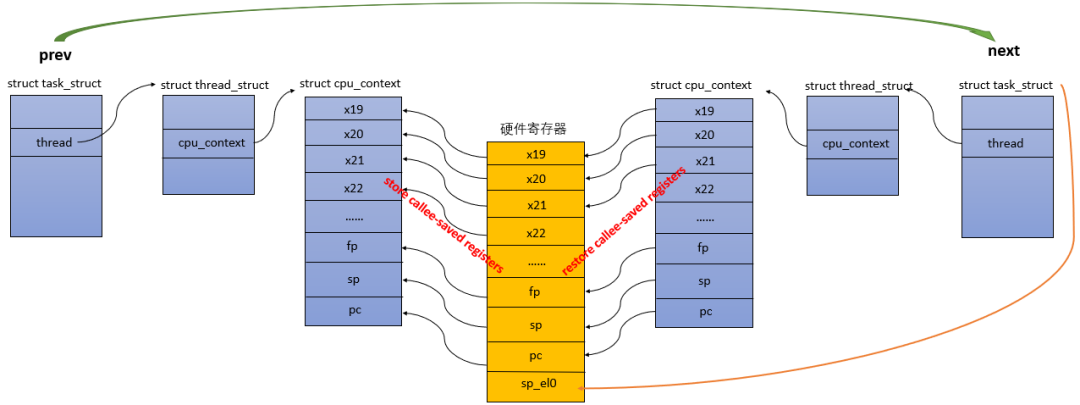 prev
next
struct task_struct
struct thread_struct
struct cpu_context
struct cpu_context
struct thread_struct
struct task_struct
thread
cpu_context
x19
x20
x21
x22
……
fp
sp
pc
store callee-saved registers
硬件寄存器
x19
x20
x21
x22
……
fp
sp
pc
sp_el0
restore callee-saved registers
x19
x20
x21
x22
……
fp
sp
pc
cpu_context
thread